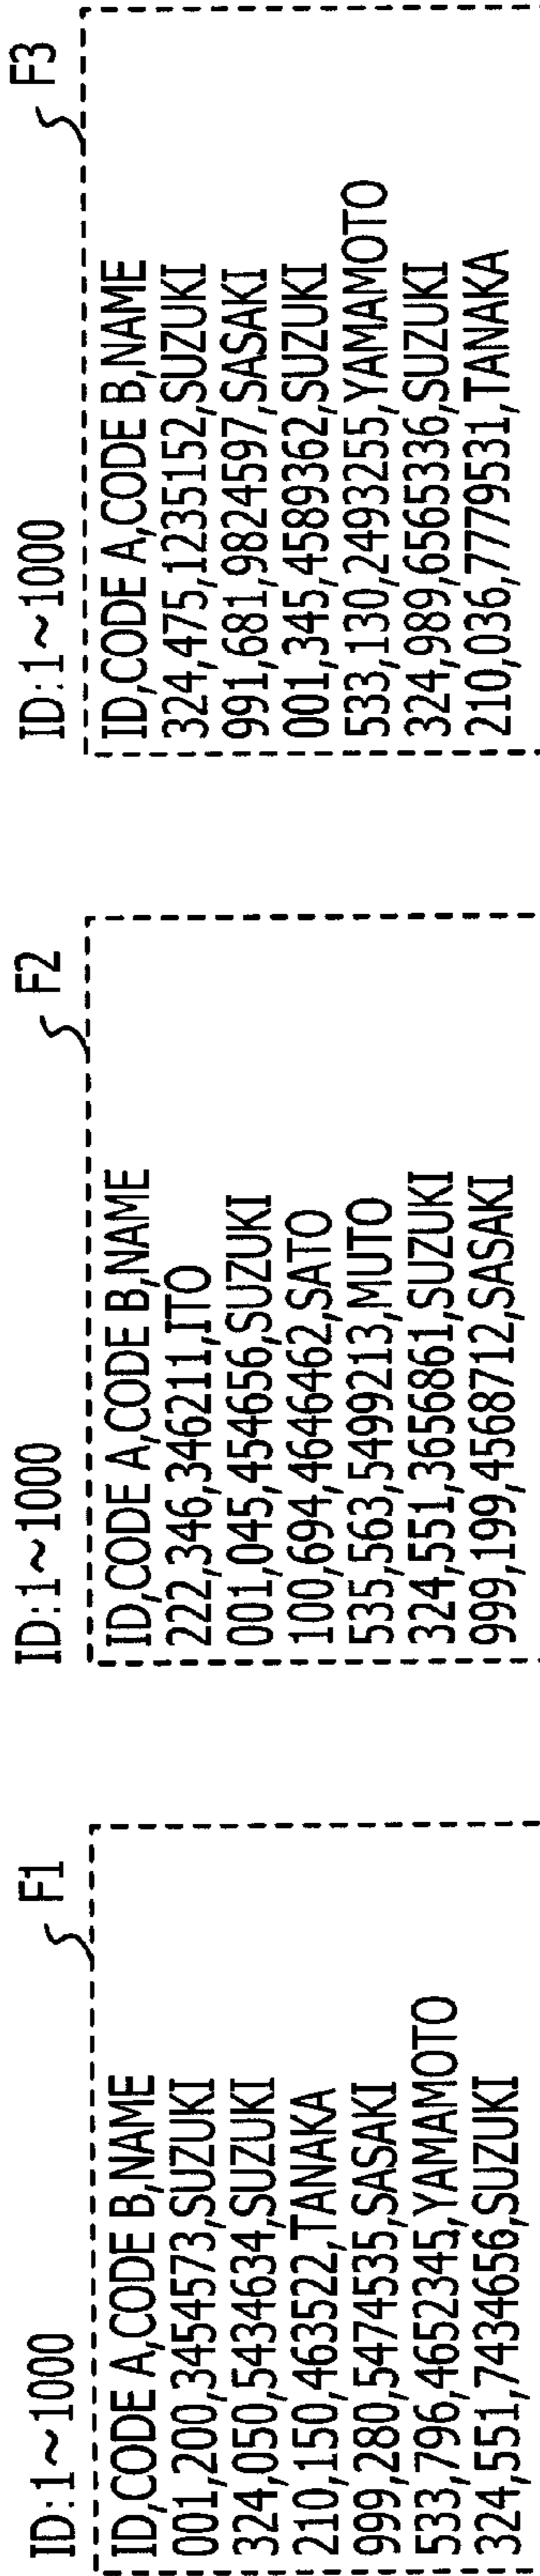 ID:1~1000
F1
ID,CODE A,CODE B,NAME
001,200,3454573,SUZUKI
324,050,5434634,SUZUKI
210,150,463522,TANAKA
999,280,5474535,SASAKI
533,796,4652345,YAMAMOTO
324,551,7434656,SUZUKI
ID:1~1000
F2
ID,CODE A,CODE B,NAME
222,346,346211,ITO
001,045,454656,SUZUKI
100,694,4646462,SATO
535,563,5499213,MUTO
324,551,3656861,SUZUKI
999,199,4568712,SASAKI
ID:1~1000
F3
ID,CODE A,CODE B,NAME
324,475,1235152,SUZUKI
991,681,9824597,SASAKI
001,345,4589362,SUZUKI
533,130,2493255,YAMAMOTO
324,989,6565336,SUZUKI
210,036,7779531,TANAKA